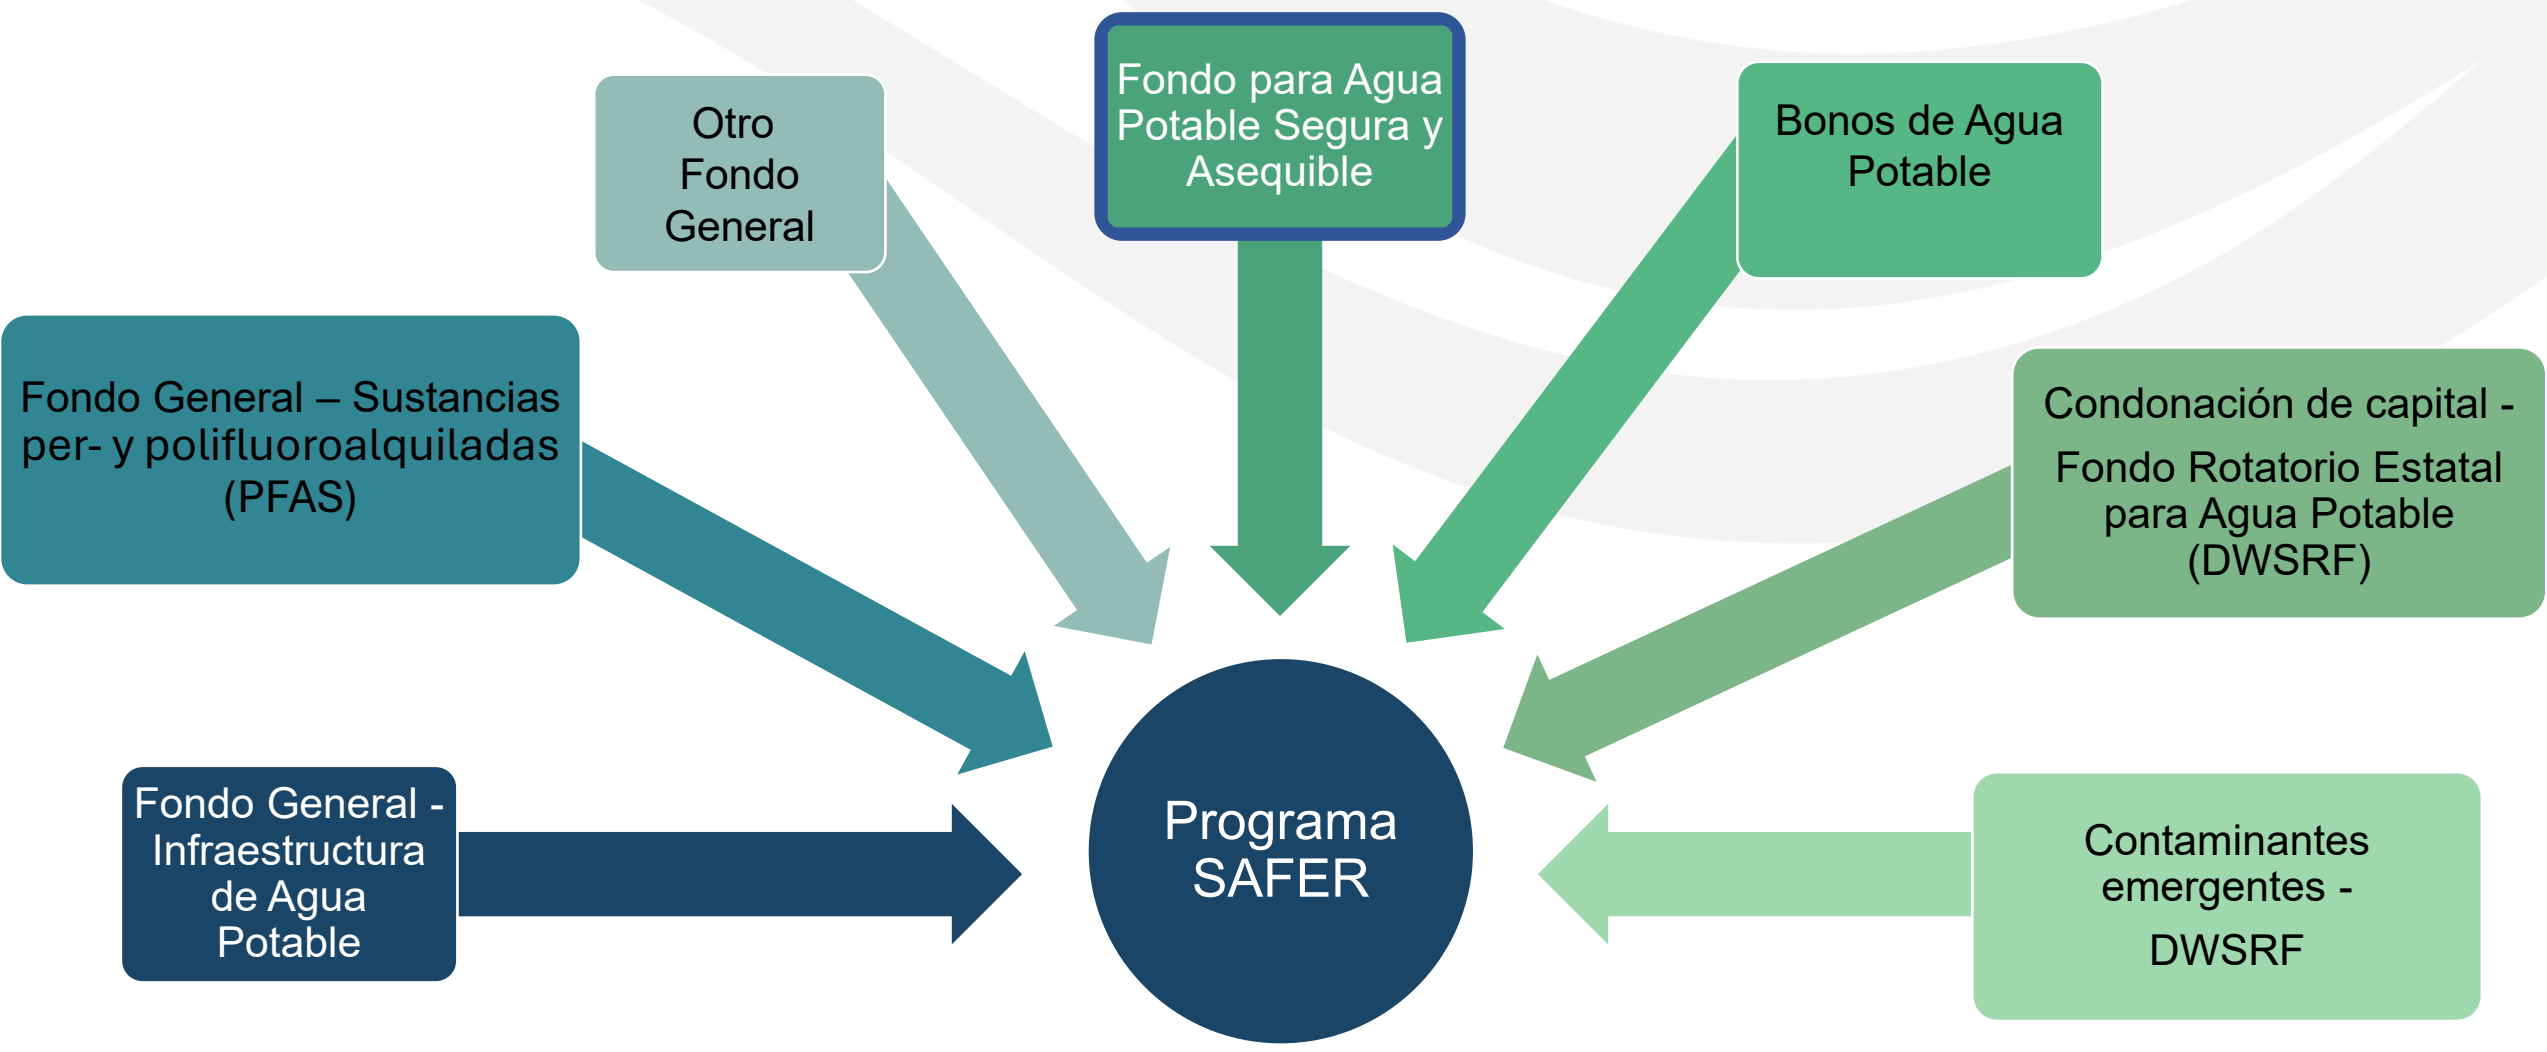 Fondo para Agua
Potable Segura y
Asequible
Otro
Fondo
General
Bonos de Agua
Potable
Fondo General – Sustancias
per- y polifluoroalquiladas
(PFAS)
Condonación de capital -
Fondo Rotatorio Estatal
para Agua Potable
(DWSRF)
Fondo General -
Infraestructura
de Agua
Potable
Programa
SAFER
Contaminantes
emergentes -
DWSRF